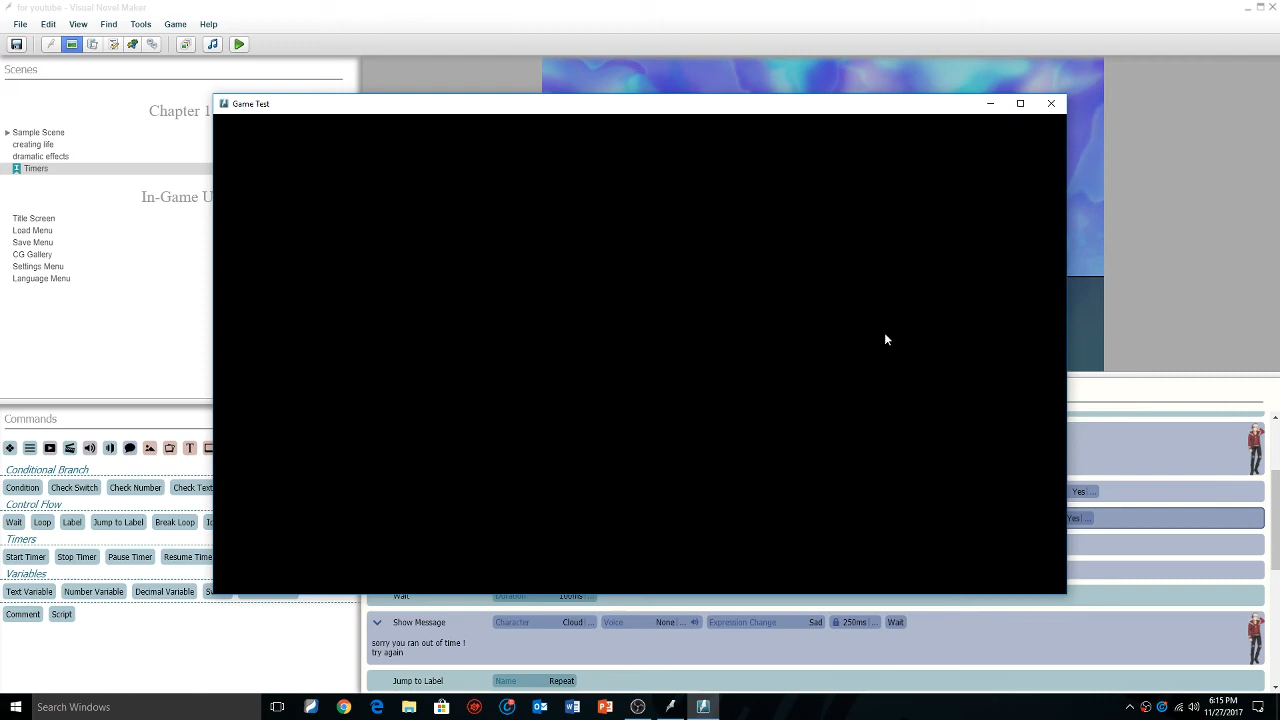 for youtube - Visual Novel Maker
File Edit View Find Tools Game Help
Scenes
Chapter 1
Game Test
Sample Scene
creating life
dramatic effects
Timers
In-Game U
Title Screen
Load Menu
Save Menu
CG Gallery
Settings Menu
Language Menu
Commands
Conditional Branch
Condition Check Switch Check Number Check Text
Yes ...
Control Flow
Wait Loop Label Jump to Label Break Loop
Yes ...
Timers
Start Timer Stop Timer Pause Timer Resume Time
Variables
Text Variable Number Variable Decimal Variable
Wait Duration 100ms ...
Comment Script
Show Message Character Cloud ... Voice None ... Expression Change Sad 250ms ... Wait
sorry you ran out of time !
try again
Jump to Label Name Repeat
Search Windows
6:15 PM
11/27/2017